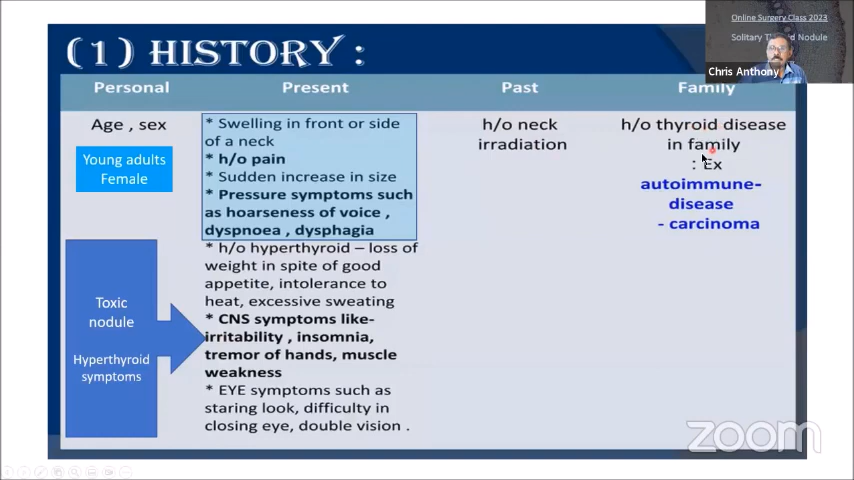 Online Surgery Class 2023
Solitary Thyroid Nodule
Chris Anthony
(1) HISTORY :
Personal
Present
Past
Family
Age , sex
Young adults
Female
Toxic
nodule
Hyperthyroid
symptoms
* Swelling in front or side
of a neck
* h/o pain
* Sudden increase in size
* Pressure symptoms such
as hoarseness of voice ,
dyspnoea , dysphagia
* h/o hyperthyroid – loss of
weight in spite of good
appetite, intolerance to
heat, excessive sweating
* CNS symptoms like-
irritability , insomnia,
tremor of hands, muscle
weakness
* EYE symptoms such as
staring look, difficulty in
closing eye, double vision .
h/o neck
irradiation
h/o thyroid disease
in family
: Ex
autoimmune-
disease
- carcinoma
zoom